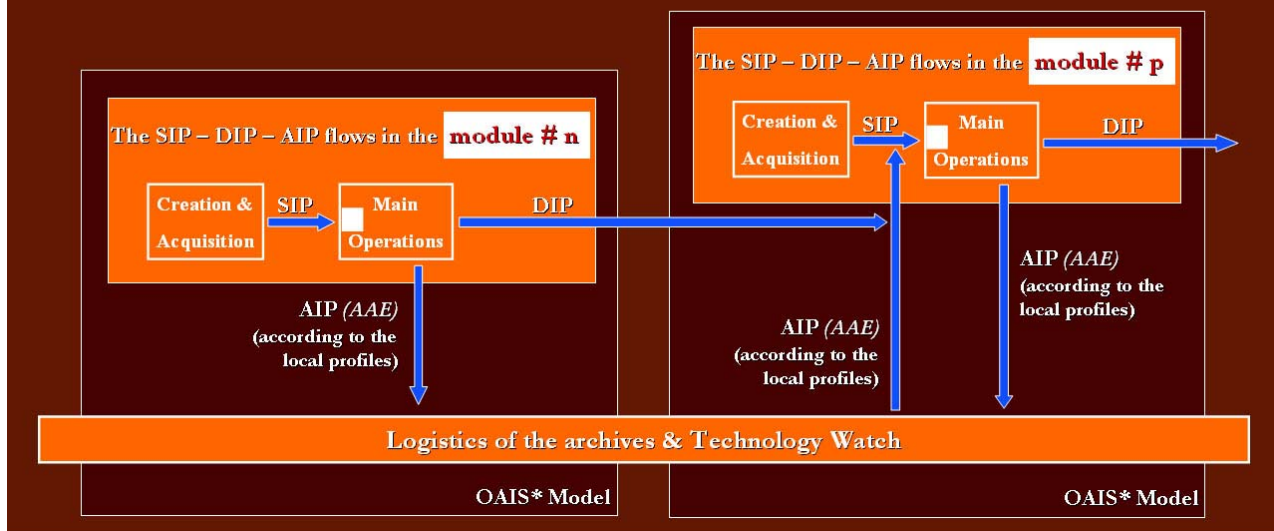 The SIP – DIP – AIP flows in the module # n
Creation &
Acquisition
SIP
Main
Operations
DIP
AIP (AAE)
(according to the
local profiles)
The SIP – DIP – AIP flows in the module # p
Creation &
Acquisition
SIP
Main
Operations
DIP
AIP (AAE)
(according to the
local profiles)
AIP (AAE)
(according to the
local profiles)
Logistics of the archives & Technology Watch
OAIS* Model
OAIS* Model